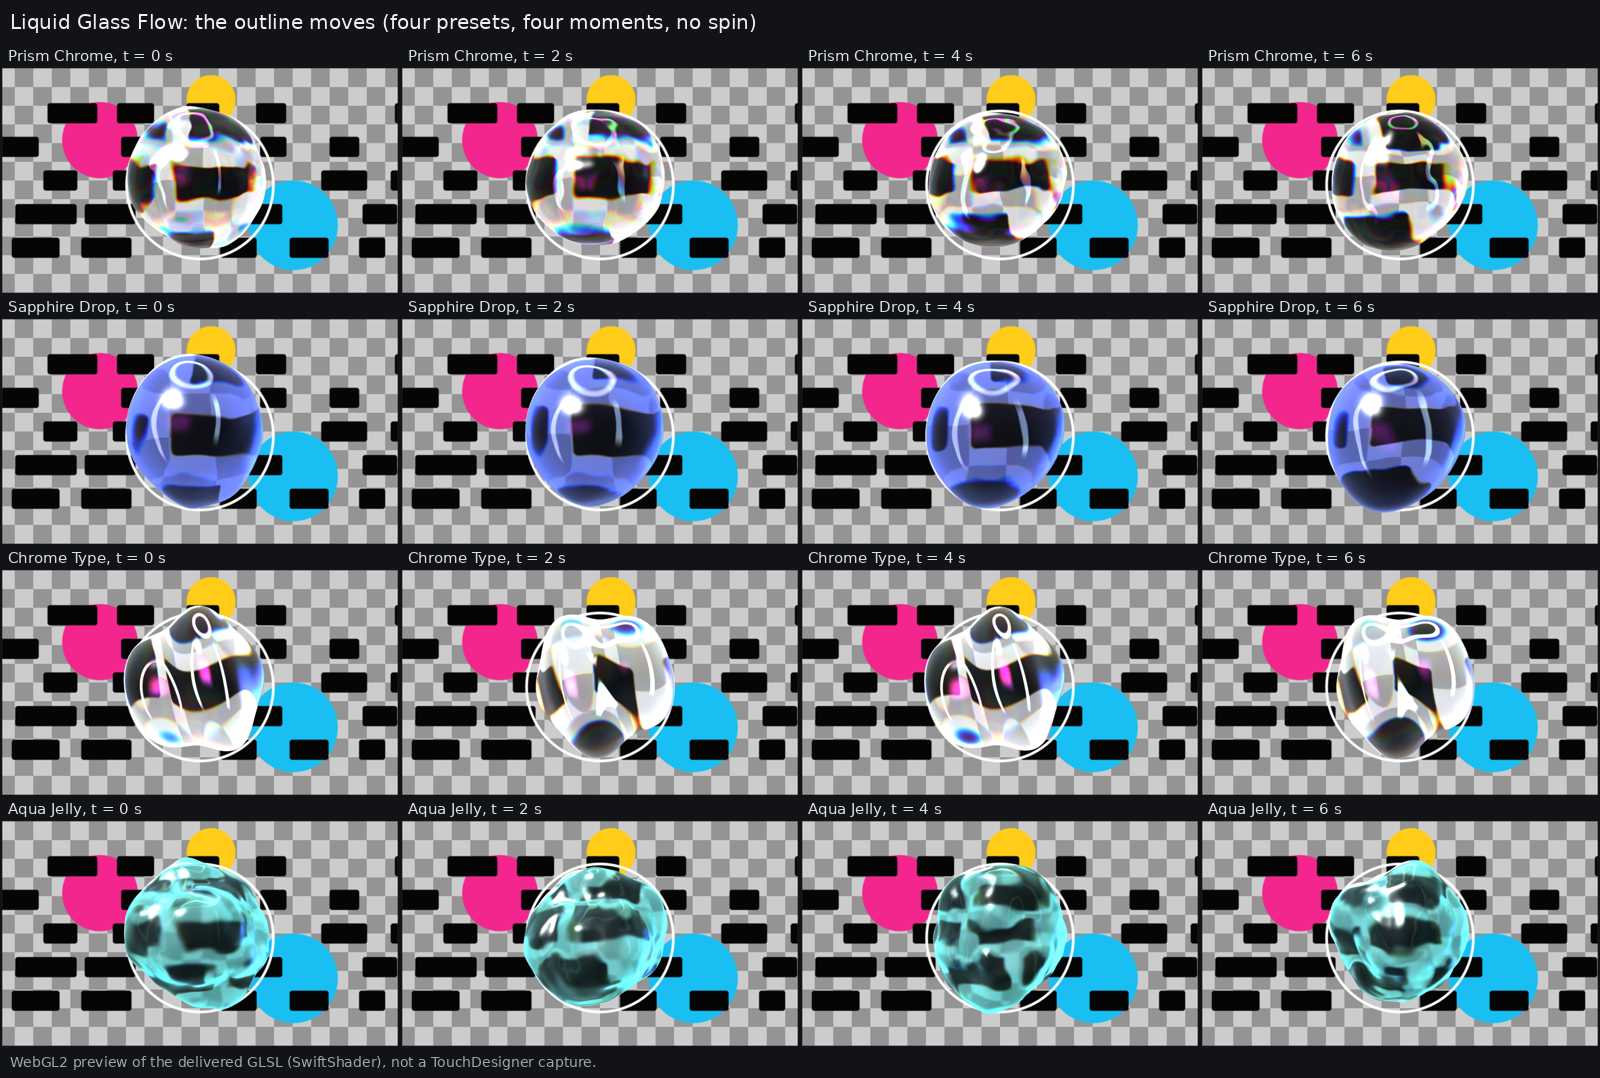 Liquid Glass Flow: the outline moves (four presets, four moments, no spin)
Prism Chrome, t = 0 s
Prism Chrome, t = 2 s
Prism Chrome, t = 4 s
Prism Chrome, t = 6 s
Sapphire Drop, t = 0 s
Sapphire Drop, t = 2 s
Sapphire Drop, t = 4 s
Sapphire Drop, t = 6 s
Chrome Type, t = 0 s
Chrome Type, t = 2 s
Chrome Type, t = 4 s
Chrome Type, t = 6 s
Aqua Jelly, t = 0 s
Aqua Jelly, t = 2 s
Aqua Jelly, t = 4 s
Aqua Jelly, t = 6 s
WebGL2 preview of the delivered GLSL (SwiftShader), not a TouchDesigner capture.